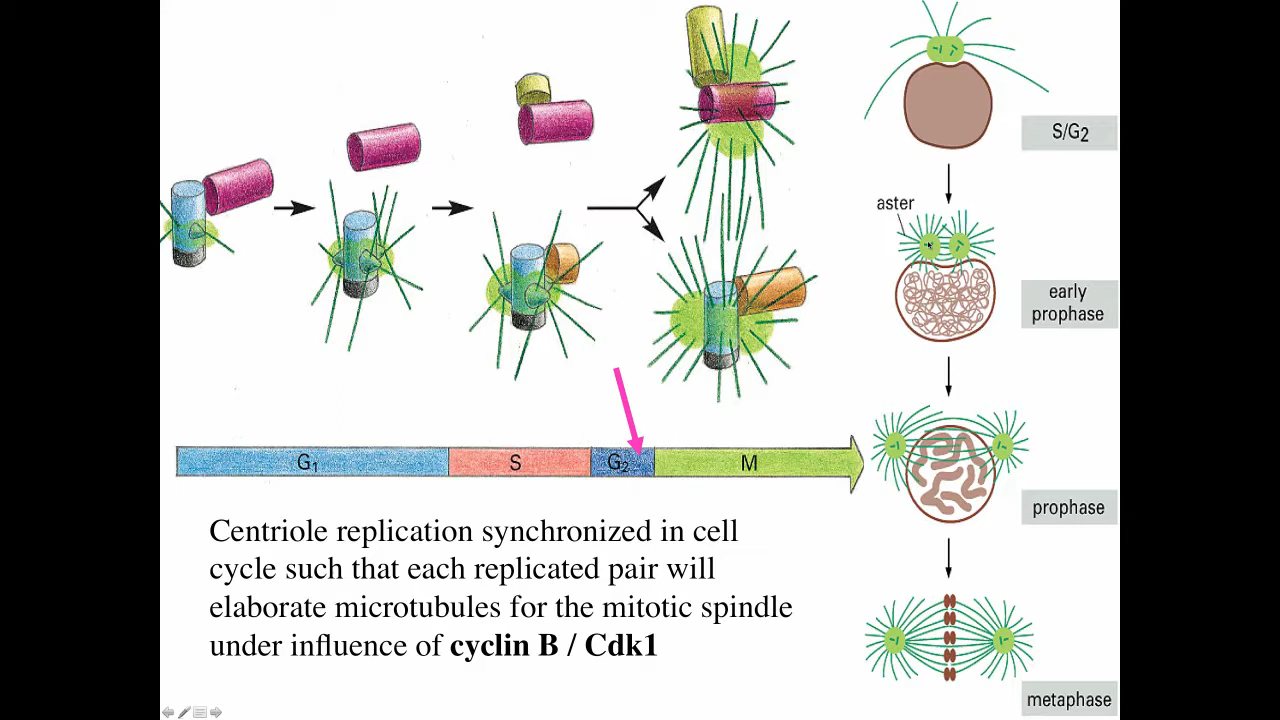 S/G₂
aster
early
prophase
G₁
S
G₂
M
prophase
Centriole replication synchronized in cell
cycle such that each replicated pair will
elaborate microtubules for the mitotic spindle
under influence of cyclin B / Cdk1
metaphase